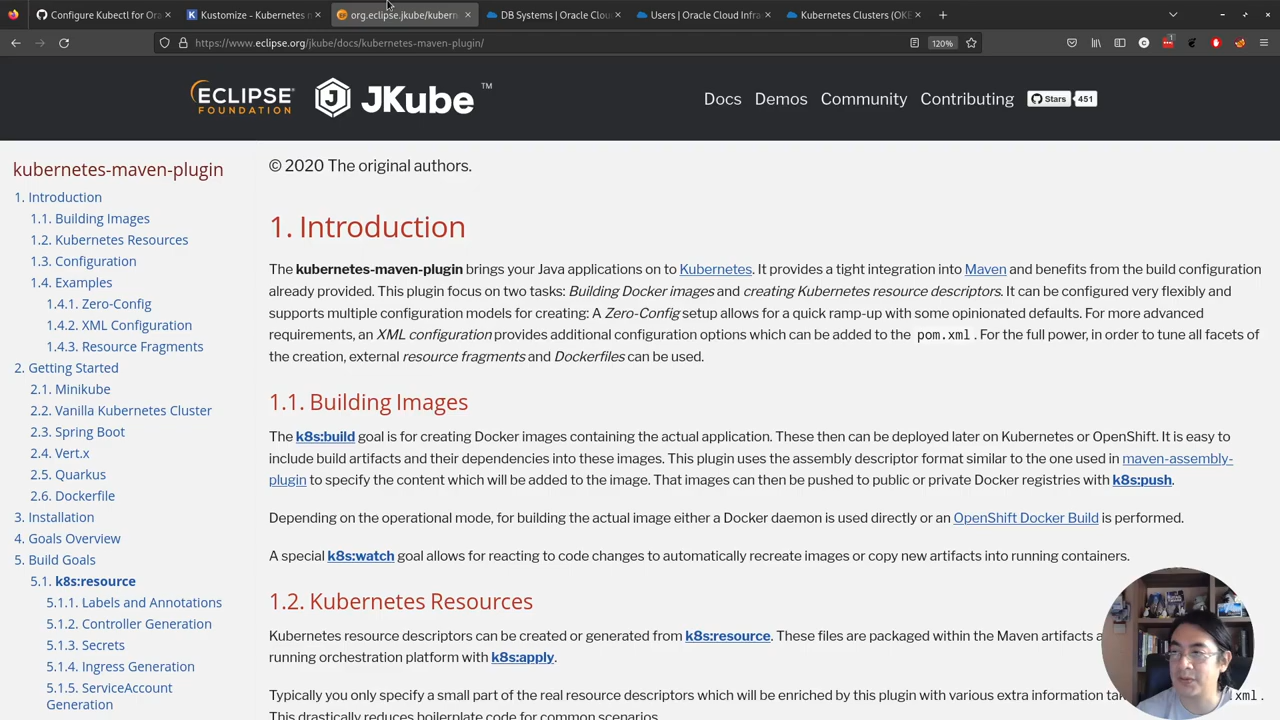 Configure Kubectl for Ora
Kustomize - Kubernetes
org.eclipse.jkube/kubern
DB Systems | Oracle Clou
Users | Oracle Cloud Infra
Kubernetes Clusters (OKE
https://www.eclipse.org/jkube/docs/kubernetes-maven-plugin/
120%
1
ECLIPSE
FOUNDATION
JKube™
Docs
Demos
Community
Contributing
Stars
451
kubernetes-maven-plugin
1. Introduction
1.1. Building Images
1.2. Kubernetes Resources
1.3. Configuration
1.4. Examples
1.4.1. Zero-Config
1.4.2. XML Configuration
1.4.3. Resource Fragments
2. Getting Started
2.1. Minikube
2.2. Vanilla Kubernetes Cluster
2.3. Spring Boot
2.4. Vert.x
2.5. Quarkus
2.6. Dockerfile
3. Installation
4. Goals Overview
5. Build Goals
5.1. k8s:resource
5.1.1. Labels and Annotations
5.1.2. Controller Generation
5.1.3. Secrets
5.1.4. Ingress Generation
5.1.5. ServiceAccount
Generation
© 2020 The original authors.
1. Introduction
The kubernetes-maven-plugin brings your Java applications on to Kubernetes. It provides a tight integration into Maven and benefits from the build configuration
already provided. This plugin focus on two tasks: Building Docker images and creating Kubernetes resource descriptors. It can be configured very flexibly and
supports multiple configuration models for creating: A Zero-Config setup allows for a quick ramp-up with some opinionated defaults. For more advanced
requirements, an XML configuration provides additional configuration options which can be added to the pom.xml. For the full power, in order to tune all facets of
the creation, external resource fragments and Dockerfiles can be used.
1.1. Building Images
The k8s:build goal is for creating Docker images containing the actual application. These then can be deployed later on Kubernetes or OpenShift. It is easy to
include build artifacts and their dependencies into these images. This plugin uses the assembly descriptor format similar to the one used in maven-assembly-
plugin to specify the content which will be added to the image. That images can then be pushed to public or private Docker registries with k8s:push.
Depending on the operational mode, for building the actual image either a Docker daemon is used directly or an OpenShift Docker Build is performed.
A special k8s:watch goal allows for reacting to code changes to automatically recreate images or copy new artifacts into running containers.
1.2. Kubernetes Resources
Kubernetes resource descriptors can be created or generated from k8s:resource. These files are packaged within the Maven artifacts a
running orchestration platform with k8s:apply.
Typically you only specify a small part of the real resource descriptors which will be enriched by this plugin with various extra information ta xml.
This drastically reduces boilerplate code for common scenarios.